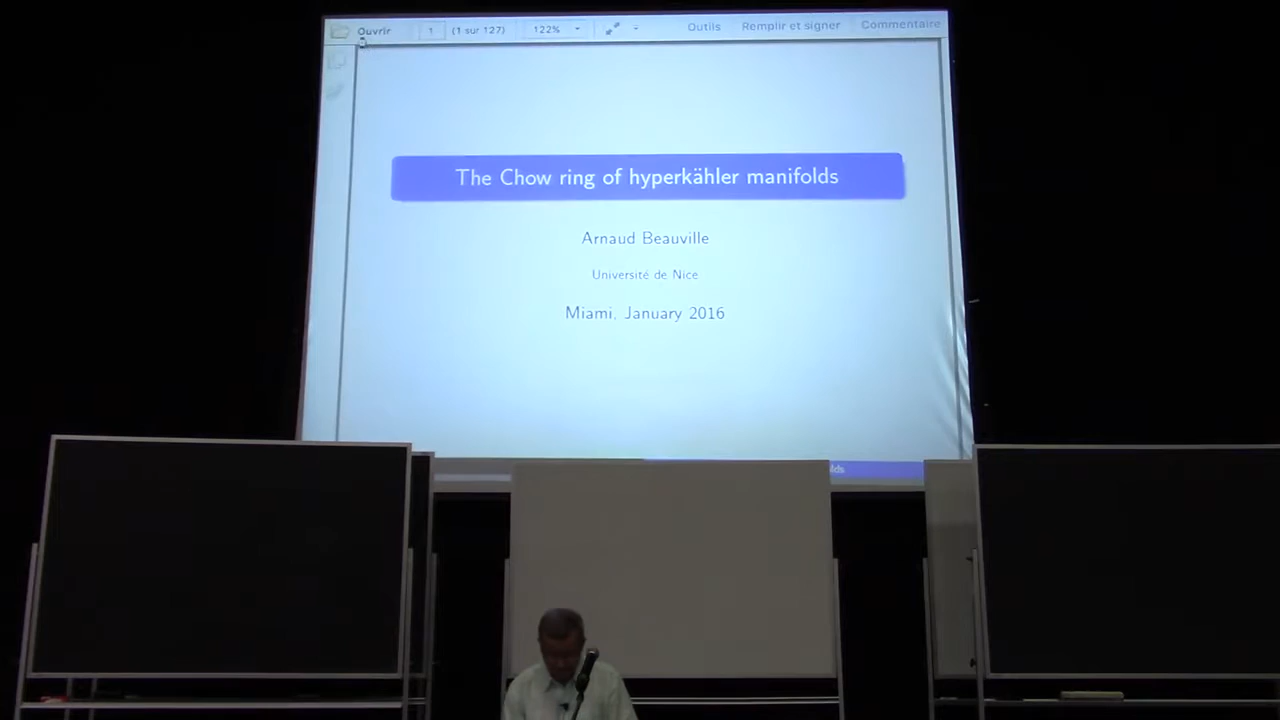 Ouvrir 1 (1 sur 127) 122% Outils Remplir et signer Commentaire
The Chow ring of hyperkähler manifolds
Arnaud Beauville
Université de Nice
Miami, January 2016